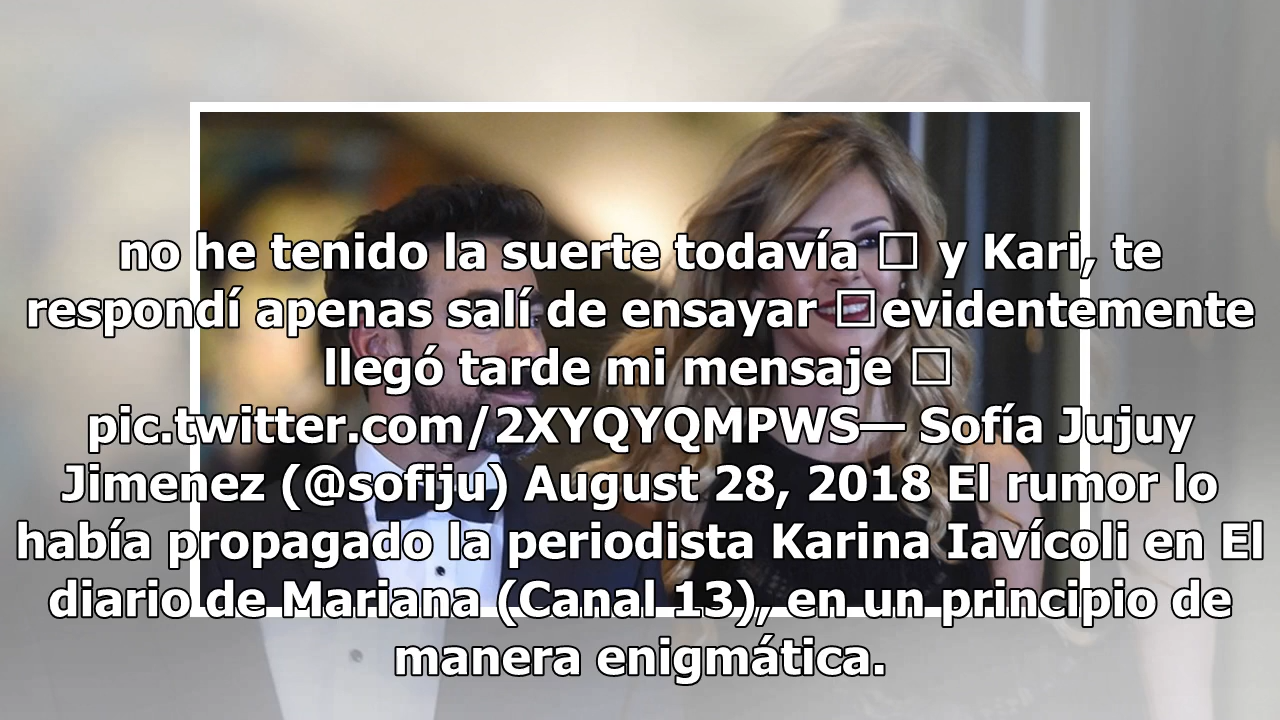 no he tenido la suerte todavía □ y Kari, te
respondí apenas salí de ensayar □evidentemente
llegó tarde mi mensaje □
pic.twitter.com/2XYQYQMPWS— Sofía Jujuy
Jimenez (@sofiju) August 28, 2018 El rumor lo
había propagado la periodista Karina Iavícoli en El
diario de Mariana (Canal 13), en un principio de
manera enigmática.